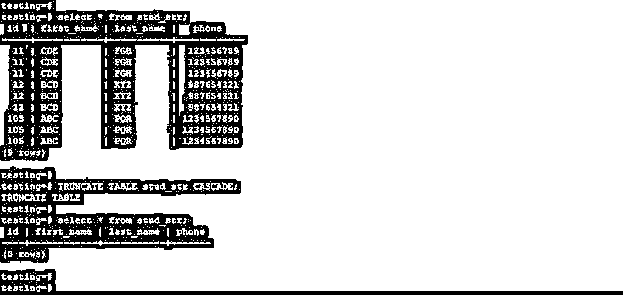 testing=#
testing=# select * from stud_str;
id | first_name | last_name | phone
11 | CDE | FGH | 123456789
11 | CDE | FGH | 123456789
11 | CDE | FGH | 123456789
12 | BCD | XYZ | 987654321
12 | BCD | XYZ | 987654321
12 | BCD | XYZ | 987654321
105 | ABC | PQR | 1234567890
105 | ABC | PQR | 1234567890
105 | ABC | PQR | 1234567890
(9 rows)
testing=#
testing=# TRUNCATE TABLE stud_str CASCADE;
TRUNCATE TABLE
testing=#
testing=# select * from stud_str;
id | first_name | last_name | phone
(0 rows)
testing=#
testing=#